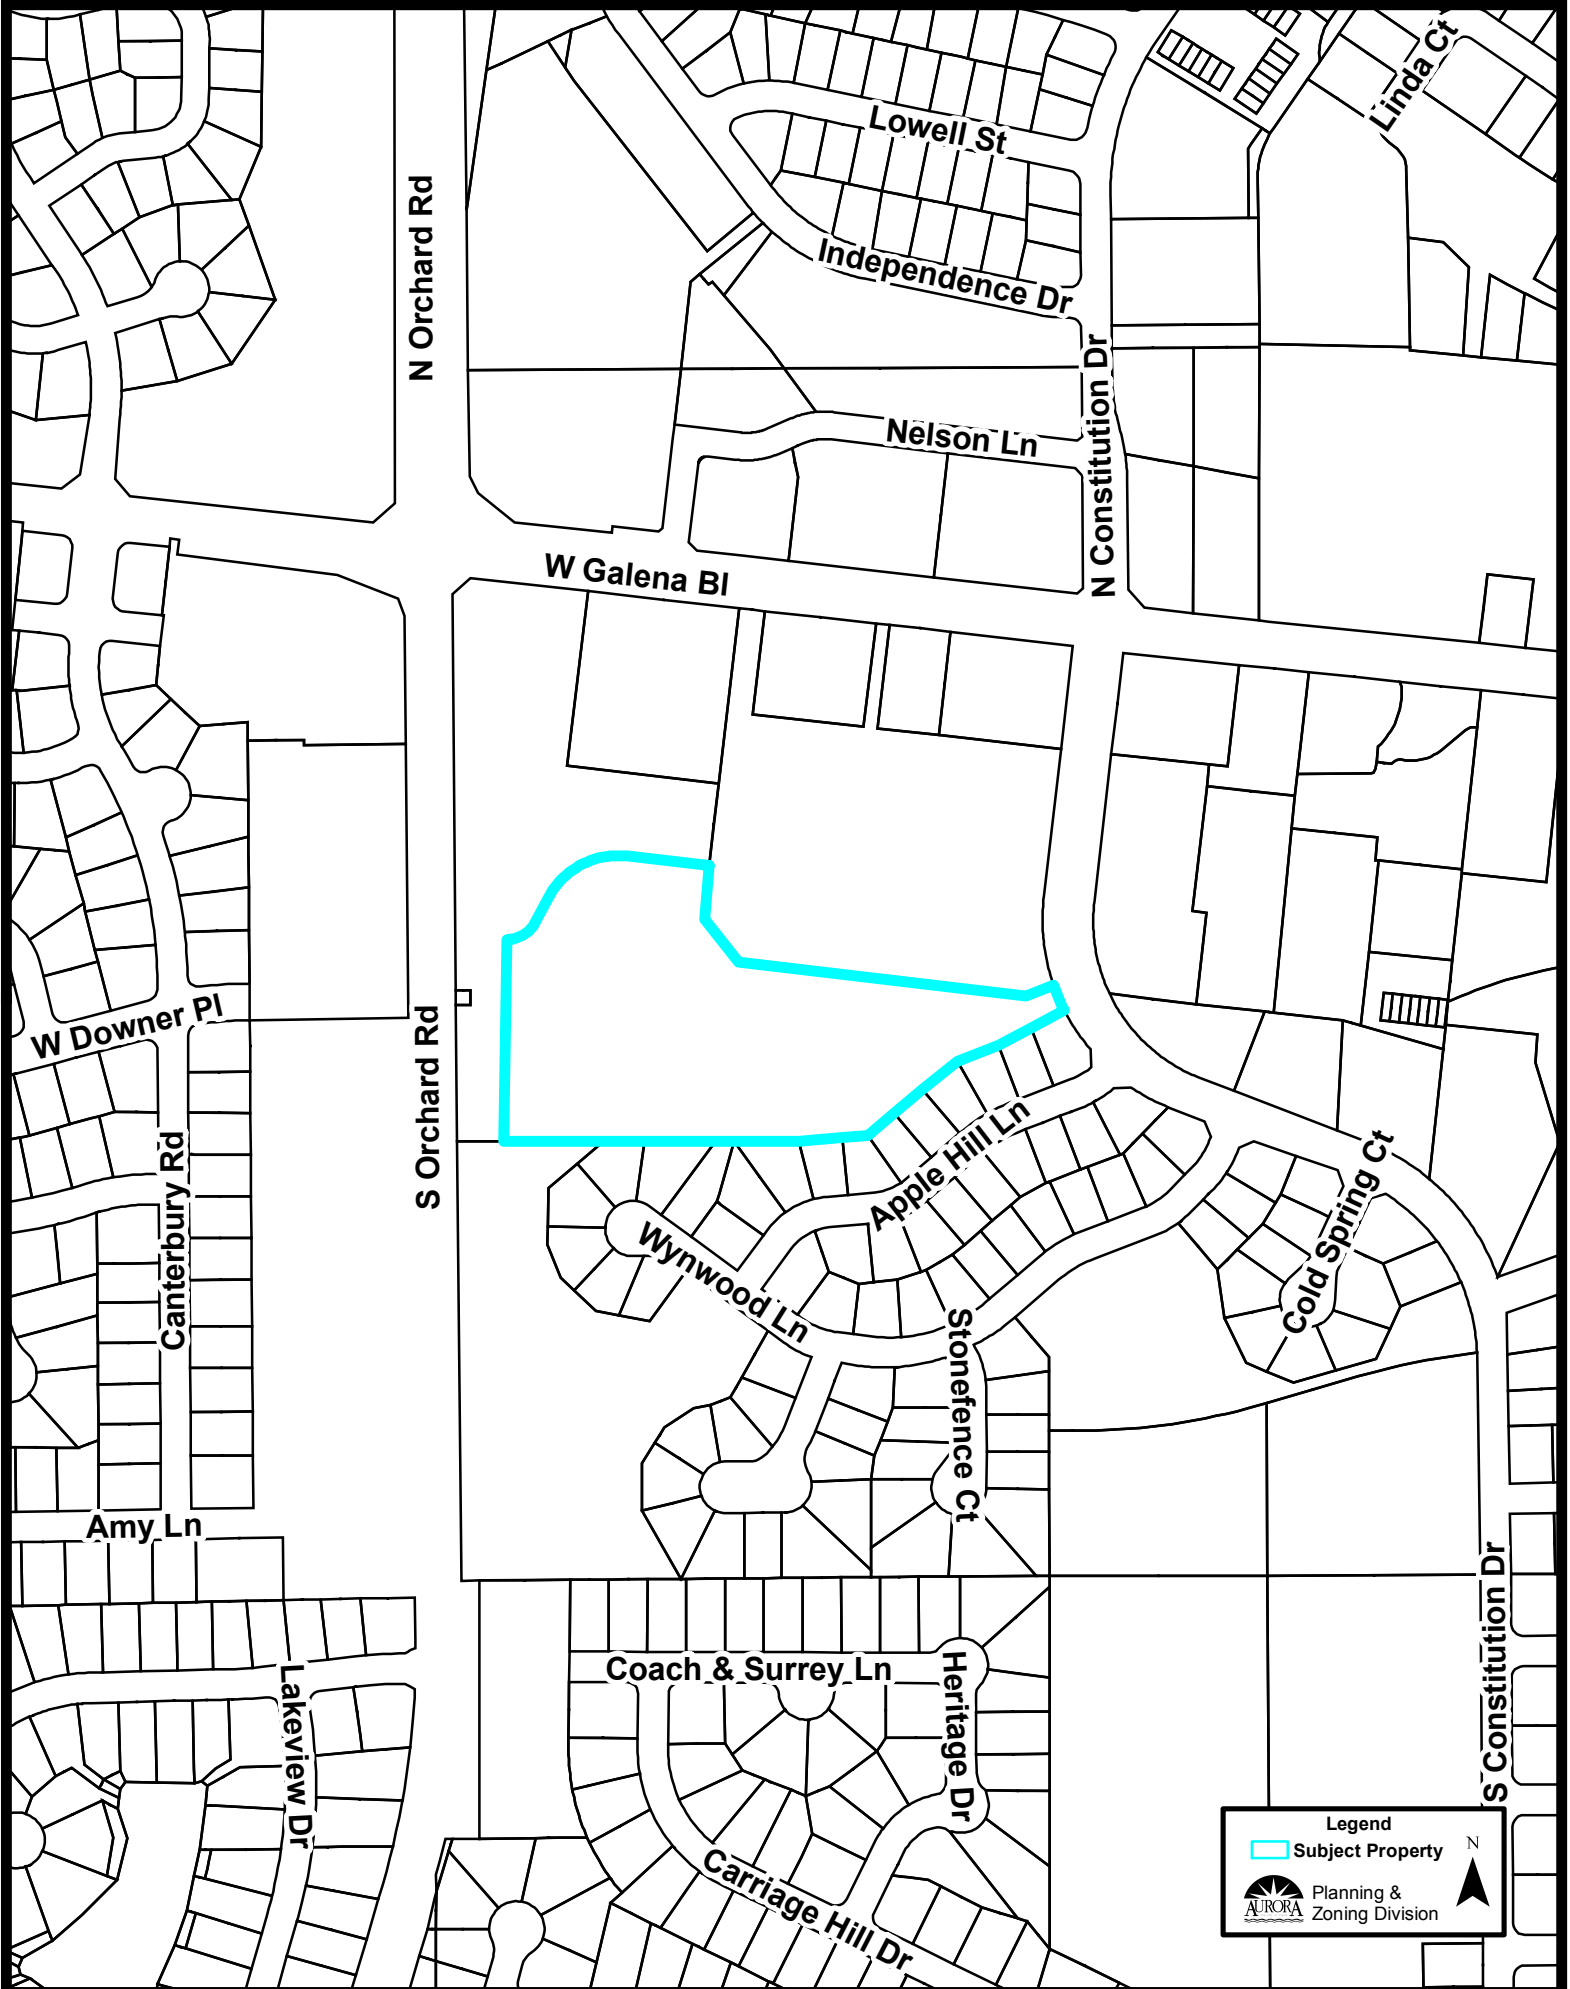 Linda Ct
Lowell St
N Orchard Rd
Independence Dr
N Constitution Dr
Nelson Ln
W Galena Bl
W Downer Pl
S Orchard Rd
Canterbury Rd
Apple Hill Ln
Cold Spring Ct
Wynwood Ln
Stonefence Ct
Amy Ln
S Constitution Dr
Coach & Surrey Ln
Heritage Dr
Lakeview Dr
Carriage Hill Dr
Legend
Subject Property
N
AURORA
Planning &
Zoning Division